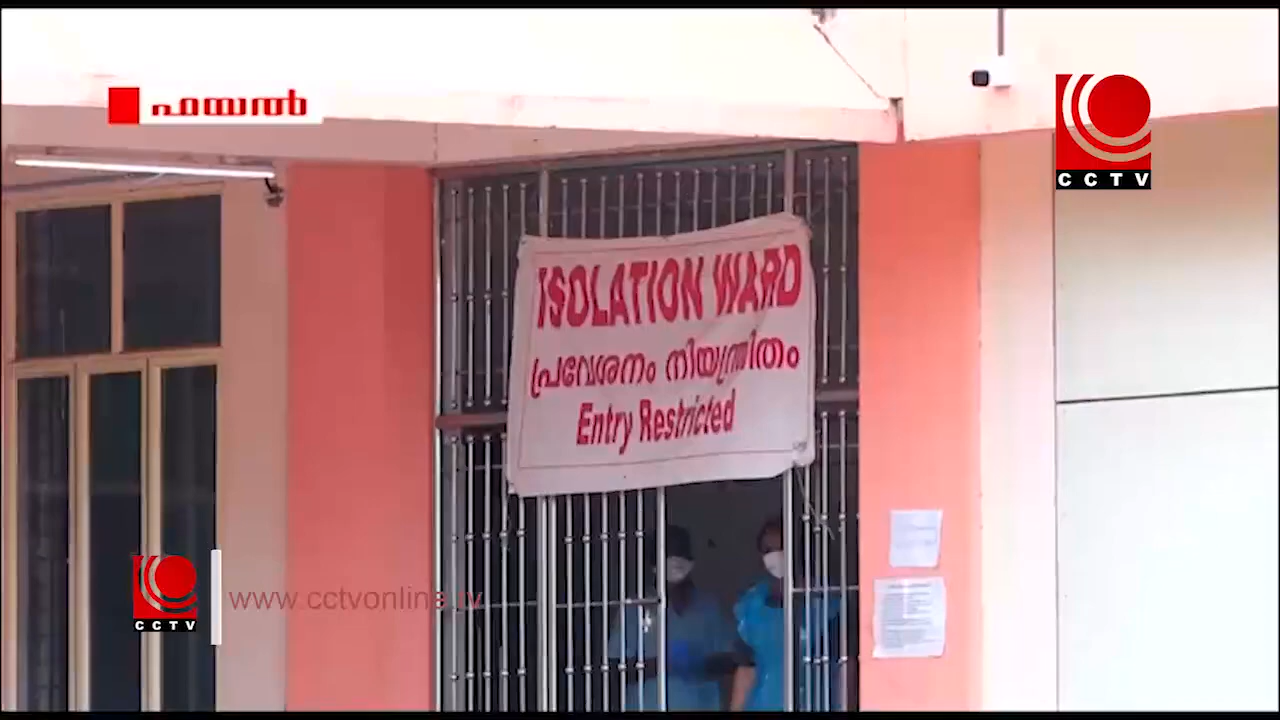 ഫയൽ
CCTV
ISOLATION WARD
പ്രവേശനം നിയന്ത്രിതം
Entry Restricted
CCTV
www.cctvonline.tv